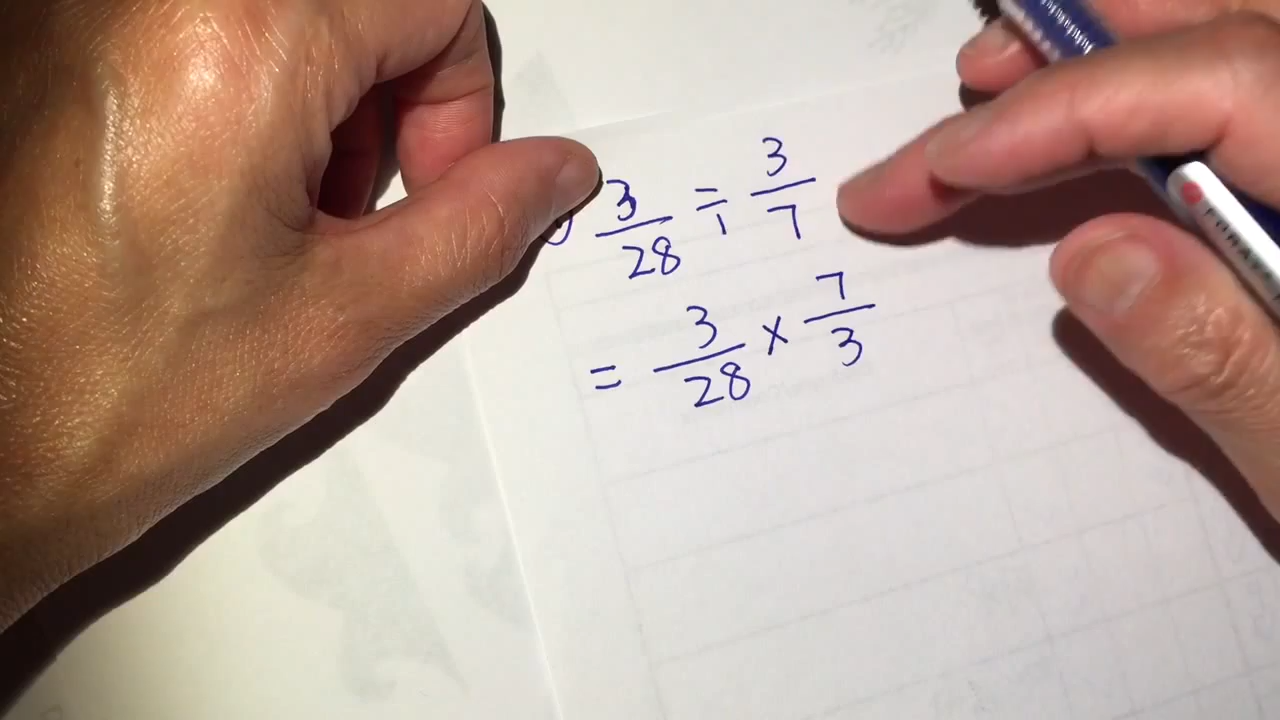 3/28 ÷ 3/7
= 3/28 × 7/3